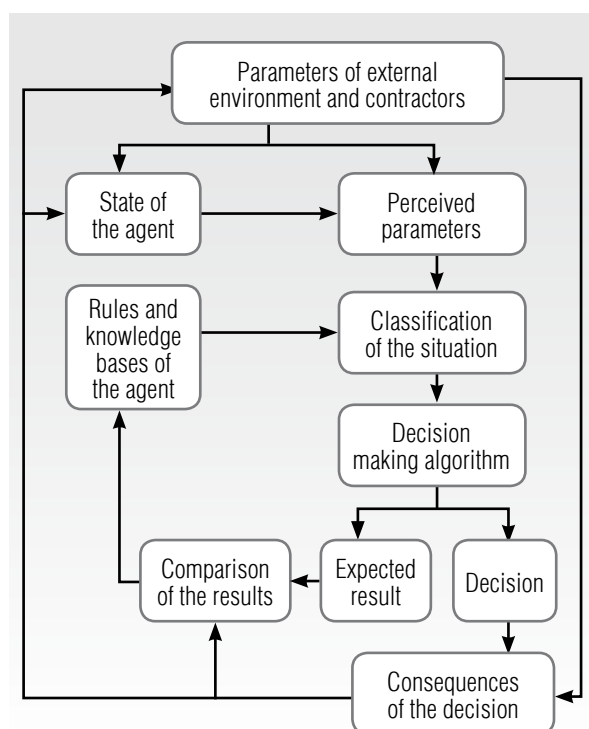 Parameters of external
environment and contractors
State of
the agent
Perceived
parameters
Rules and
knowledge
bases of
the agent
Classification
of the situation
Decision
making algorithm
Comparison
of the results
Expected
result
Decision
Consequences
of the decision